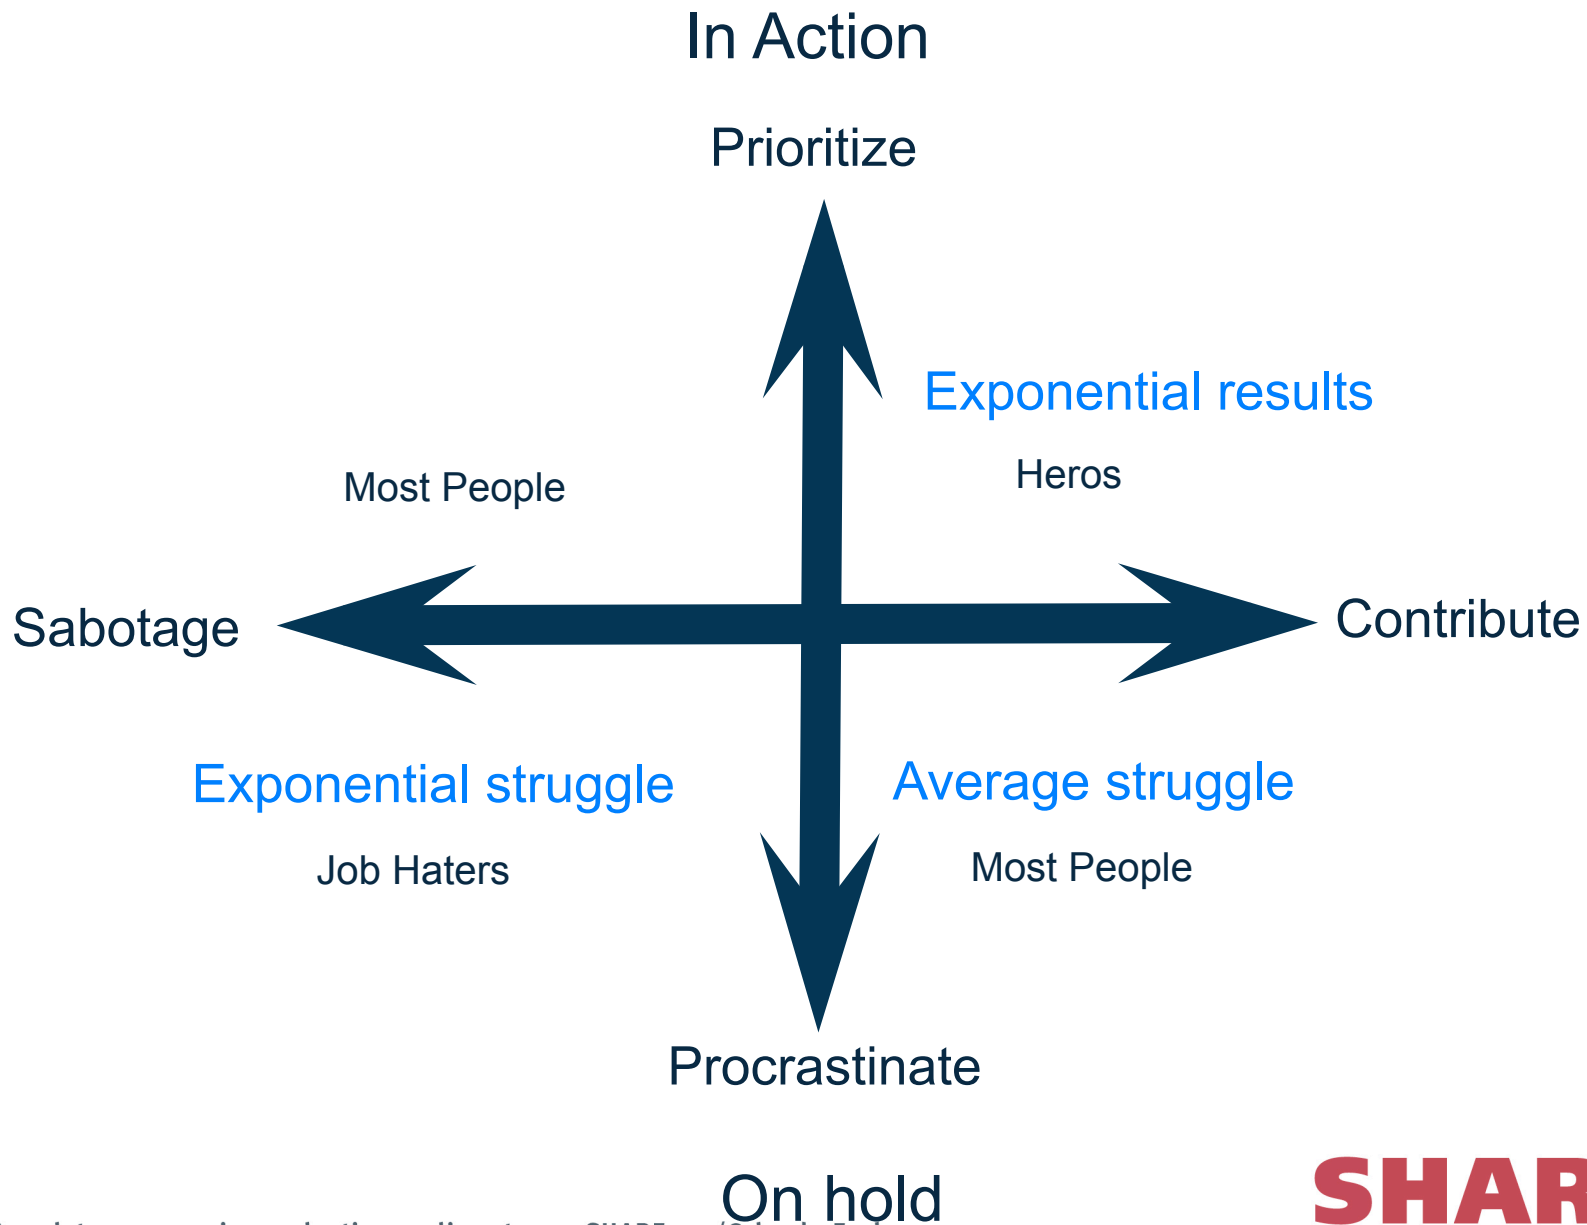 In Action
Prioritize
Exponential results
Most People
Heros
Sabotage
Contribute
Exponential struggle
Average struggle
Job Haters
Most People
Procrastinate
On hold
SHAR